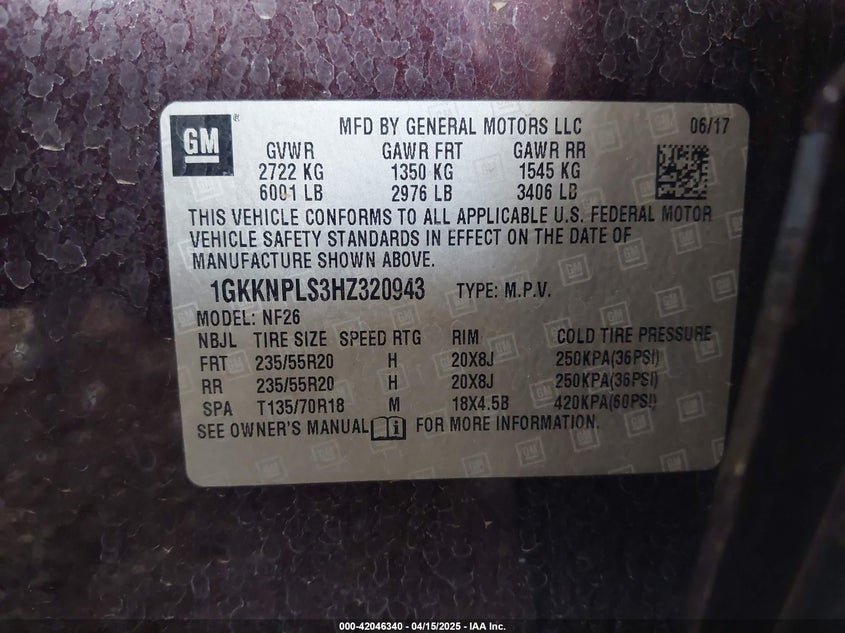 GM ® MFD BY GENERAL MOTORS LLC 06/17
GVWR GAWR FRT GAWR RR
2722 KG 1350 KG 1545 KG
6001 LB 2976 LB 3406 LB
THIS VEHICLE CONFORMS TO ALL APPLICABLE U.S. FEDERAL MOTOR
VEHICLE SAFETY STANDARDS IN EFFECT ON THE DATE OF
MANUFACTURE SHOWN ABOVE.
1GKKNPLS3HZ320943 TYPE: M.P.V.
MODEL: NF26
NBJL TIRE SIZE SPEED RTG RIM COLD TIRE PRESSURE
FRT 235/55R20 H 20X8J 250KPA(36PSI)
RR 235/55R20 H 20X8J 250KPA(36PSI)
SPA T135/70R18 M 18X4.5B 420KPA(60PSI)
SEE OWNER'S MANUAL i FOR MORE INFORMATION.
000-42046340 - 04/15/2025 - IAA Inc.